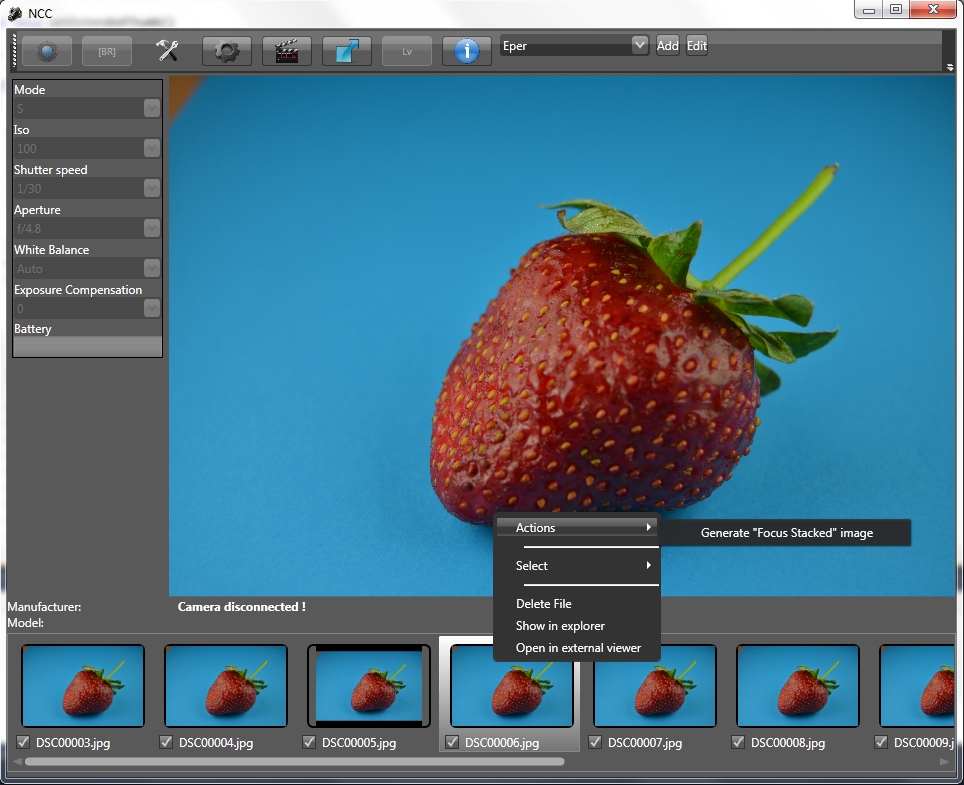 NCC
[BR]
Lv
Eper
Add
Edit
Mode
S
Iso
100
Shutter speed
1/30
Aperture
f/4.8
White Balance
Auto
Exposure Compensation
0
Battery
Actions
Generate "Focus Stacked" image
Select
Delete File
Show in explorer
Open in external viewer
Manufacturer:
Camera disconnected !
Model:
DSC00003.jpg
DSC00004.jpg
DSC00005.jpg
DSC00006.jpg
DSC00007.jpg
DSC00008.jpg
DSC00009.j